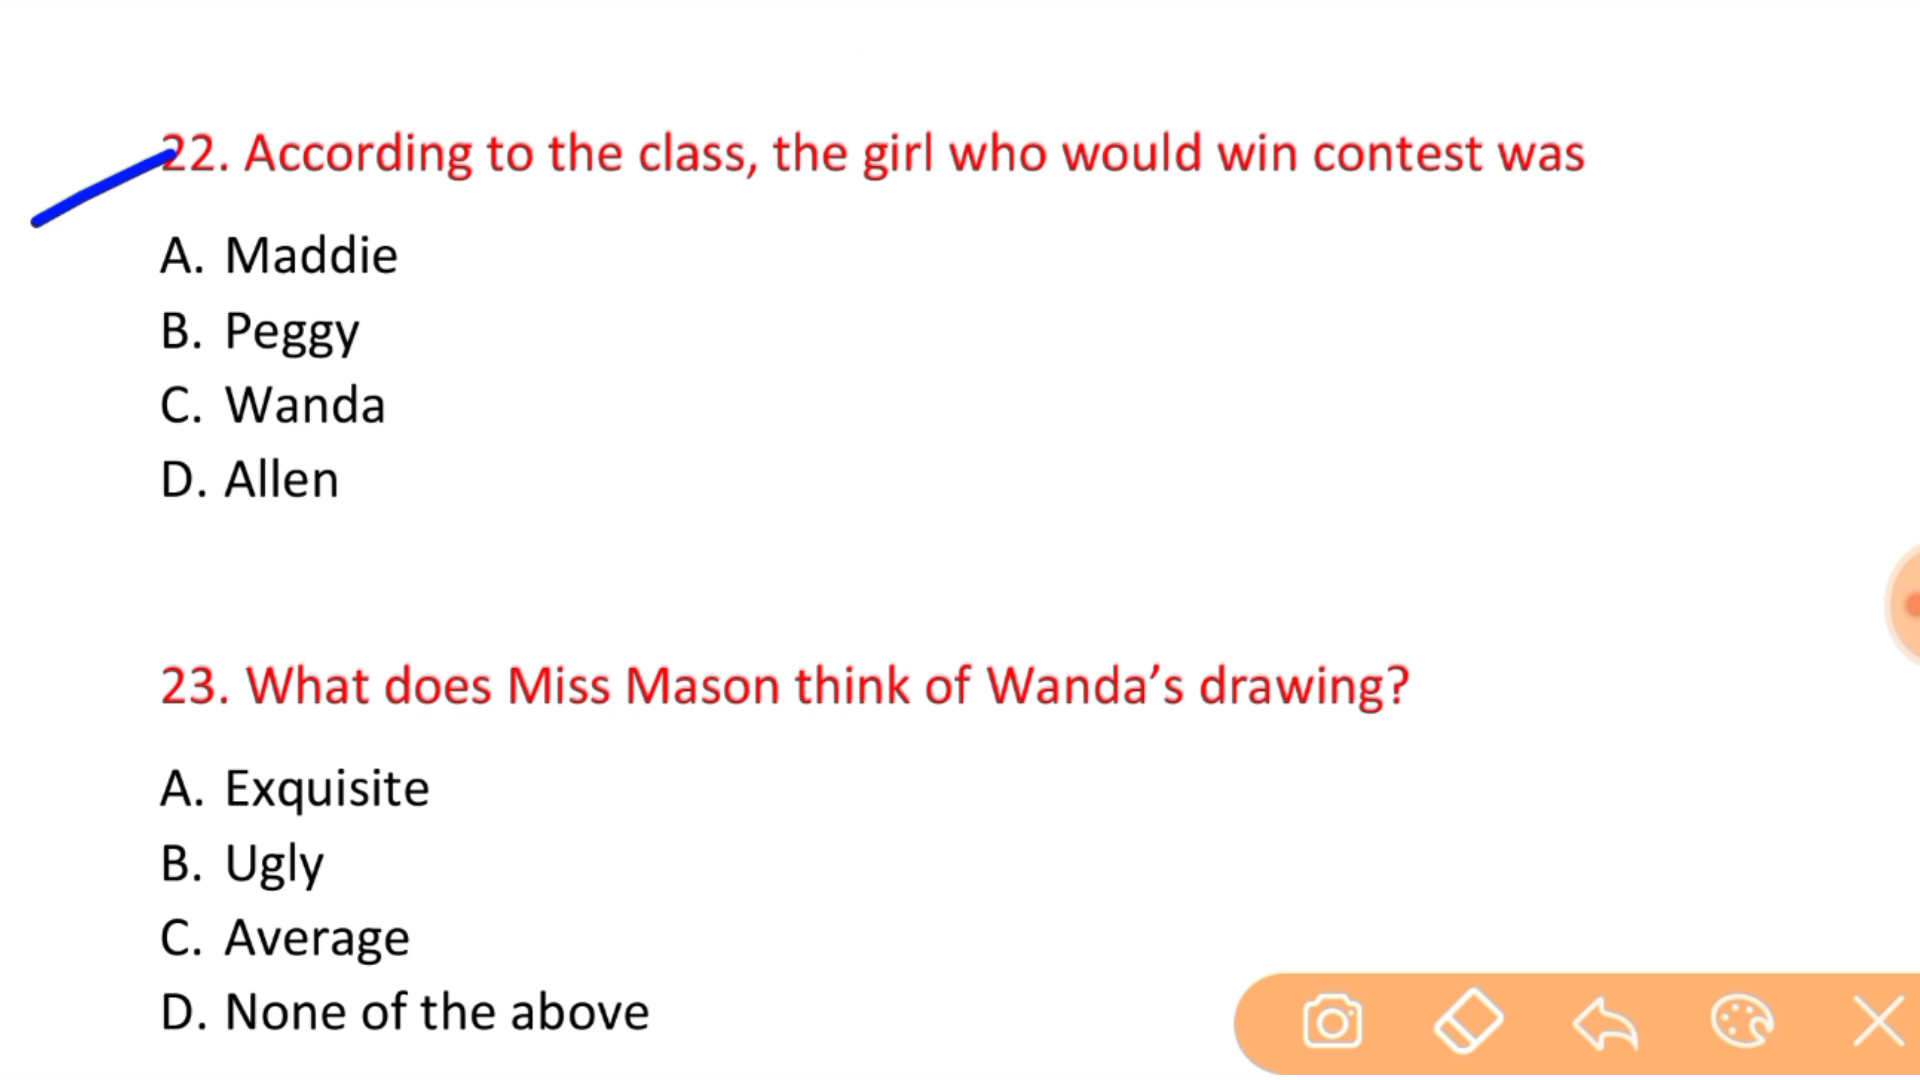 22. According to the class, the girl who would win contest was
A. Maddie
B. Peggy
C. Wanda
D. Allen
23. What does Miss Mason think of Wanda’s drawing?
A. Exquisite
B. Ugly
C. Average
D. None of the above